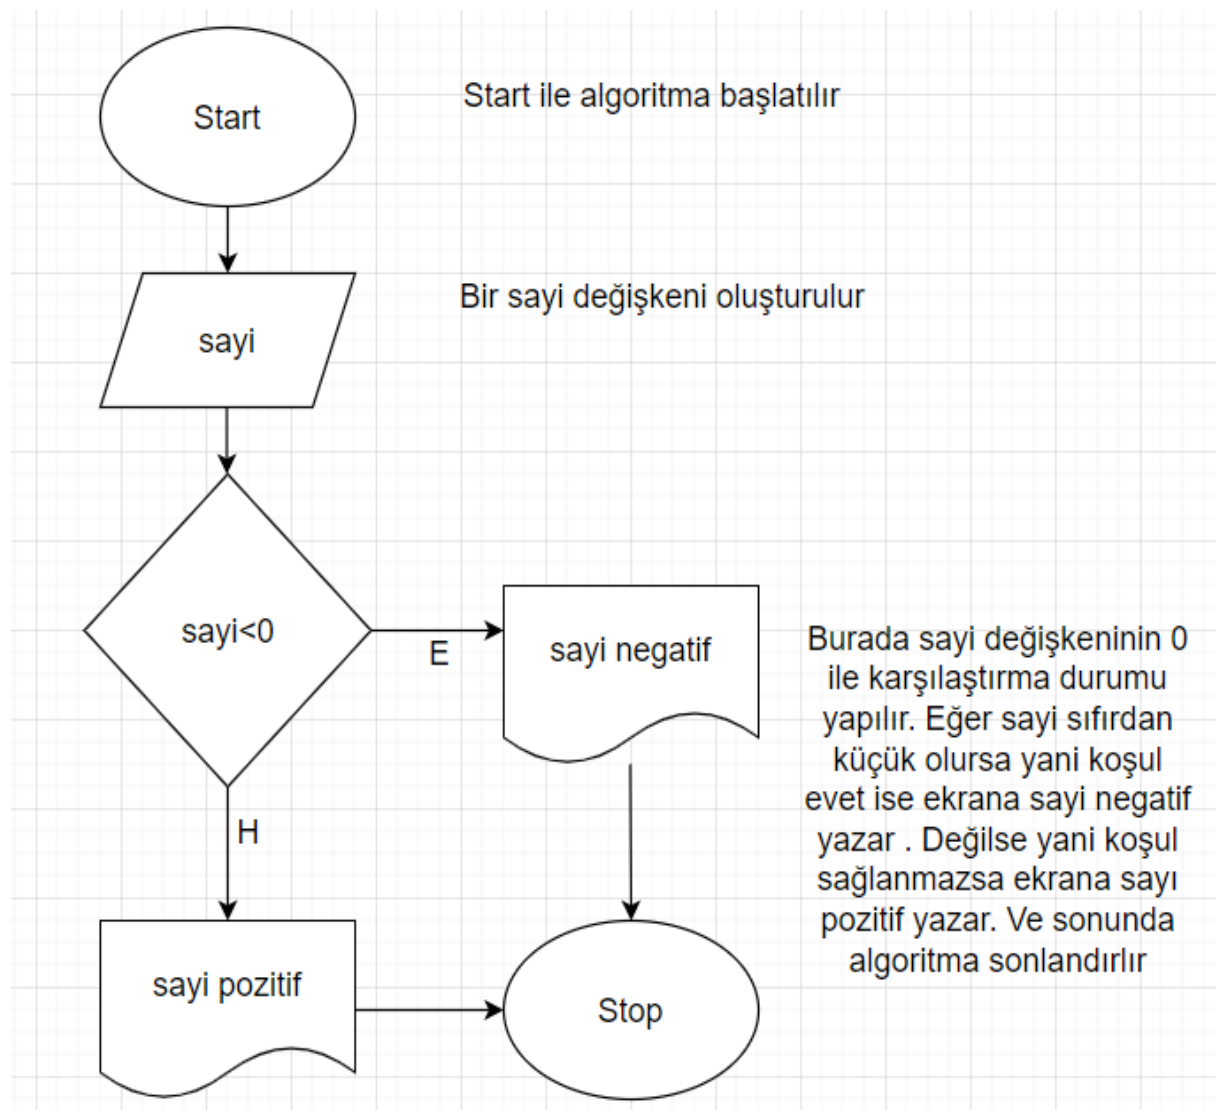 Start
Start ile algoritma başlatılır
sayi
Bir sayi değişkeni oluşturulur
sayi<0
E
sayi negatif
Burada sayi değişkeninin 0
ile karşılaştırma durumu
yapılır. Eğer sayi sıfırdan
küçük olursa yani koşul
evet ise ekrana sayi negatif
yazar . Değilse yani koşul
sağlanmazsa ekrana sayı
pozitif yazar. Ve sonunda
algoritma sonlandırlır
H
sayi pozitif
Stop